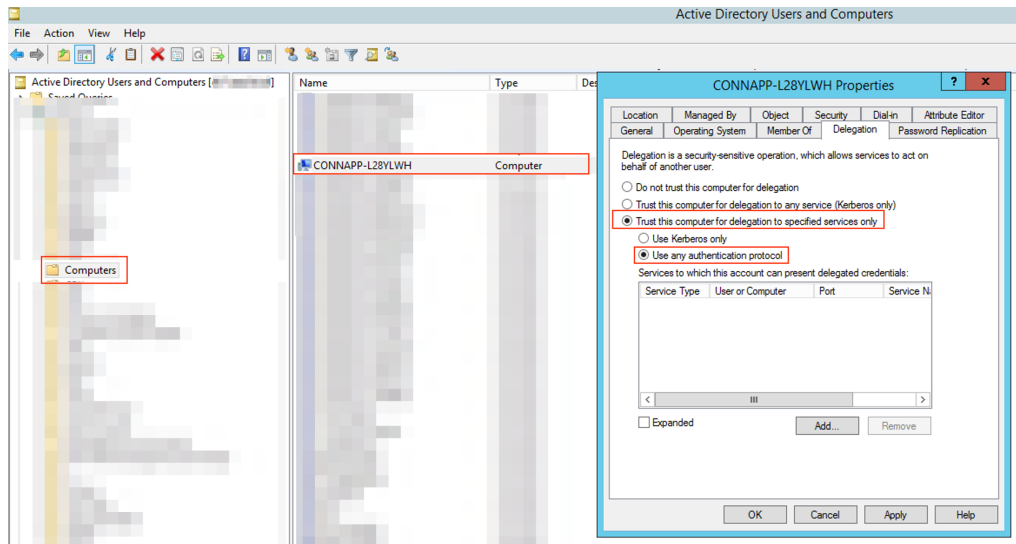 Active Directory Users and Computers
File Action View Help
Active Directory Users and Computers [ ]
Saved Queries
Computers
Name Type Des
CONNAPP-L28YLWH Computer
CONNAPP-L28YLWH Properties ? x
Location Managed By Object Security Dial-in Attribute Editor
General Operating System Member Of Delegation Password Replication
Delegation is a security-sensitive operation, which allows services to act on
behalf of another user.
Do not trust this computer for delegation
Trust this computer for delegation to any service (Kerberos only)
Trust this computer for delegation to specified services only
Use Kerberos only
Use any authentication protocol
Services to which this account can present delegated credentials:
Service Type User or Computer Port Service N
Expanded Add... Remove
OK Cancel Apply Help